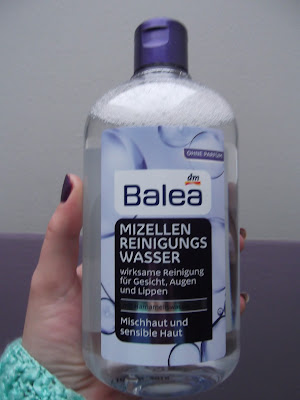 OHNE PARFUM
dm
Balea
MIZELLEN
REINIGUNGS
WASSER
wirksame Reinigung
für Gesicht, Augen
und Lippen
Mischhaut und
sensible Haut